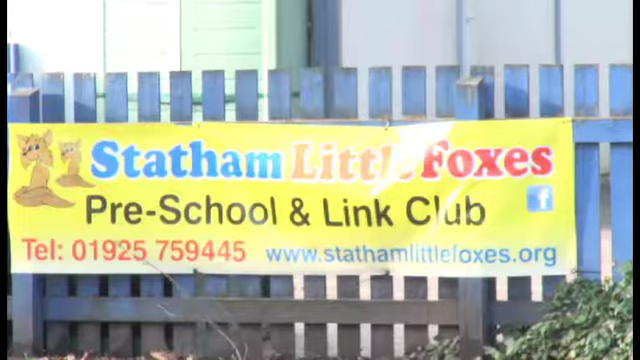 Statham Little Foxes
Pre-School & Link Club
f
Tel: 01925 759445 www.stathamlittlefoxes.org